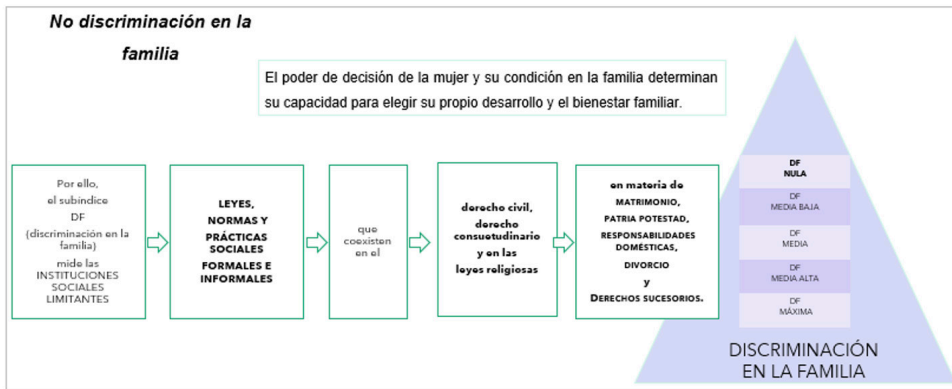 No discriminación en la
familia
El poder de decisión de la mujer y su condición en la familia determinan
su capacidad para elegir su propio desarrollo y el bienestar familiar.
Por ello,
el subíndice
DF
(discriminación en la
familia)
mide las
INSTITUCIONES
SOCIALES
LIMITANTES
LEYES,
NORMAS Y
PRÁCTICAS
SOCIALES
FORMALES E
INFORMALES
que
coexisten
en el
derecho civil,
derecho
consuetudinario
y en las
leyes religiosas
en materia de
MATRIMONIO,
PATRIA POTESTAD,
RESPONSABILIDADES
DOMÉSTICAS,
DIVORCIO
y
DERECHOS SUCESORIOS.
DF
NULA
DF
MEDIA BAJA
DF
MEDIA
DF
MEDIA ALTA
DF
MÁXIMA
DISCRIMINACIÓN
EN LA FAMILIA